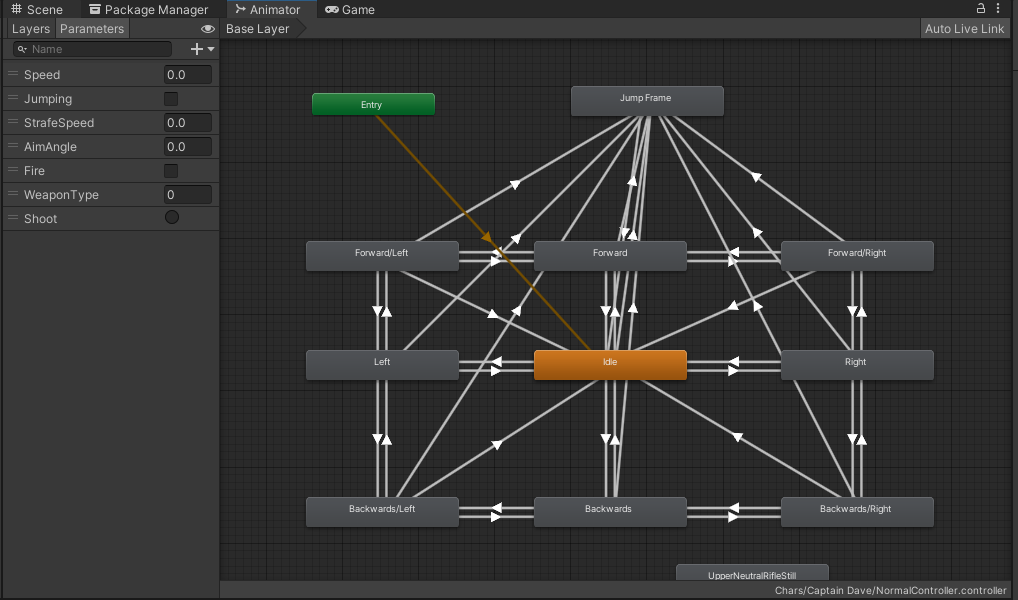 Scene Package Manager Animator Game
Layers Parameters Base Layer Auto Live Link
Name
Speed 0.0
Jumping
StrafeSpeed 0.0
AimAngle 0.0
Fire
WeaponType 0
Shoot
Entry Jump Frame
Forward/Left Forward Forward/Right
Left Idle Right
Backwards/Left Backwards Backwards/Right
UpperNeutralRifleStill
Chars/Captain Dave/NormalController.controller